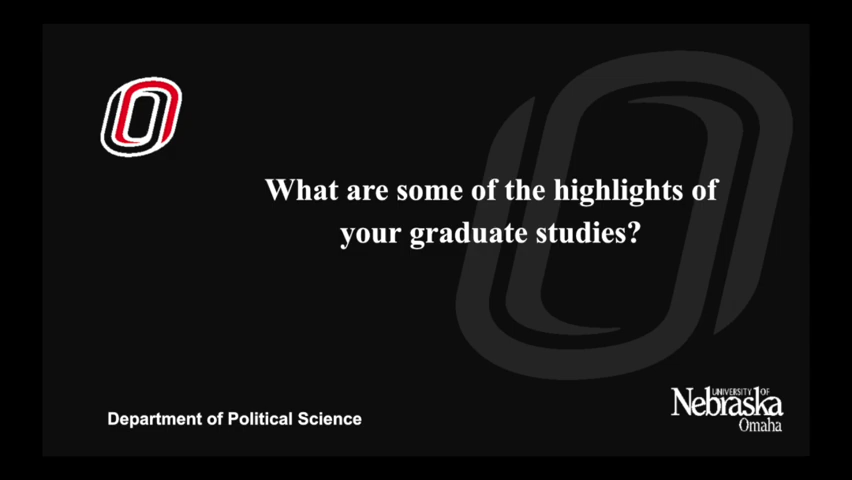 What are some of the highlights of
your graduate studies?
Department of Political Science
UNIVERSITY OF
Nebraska
Omaha